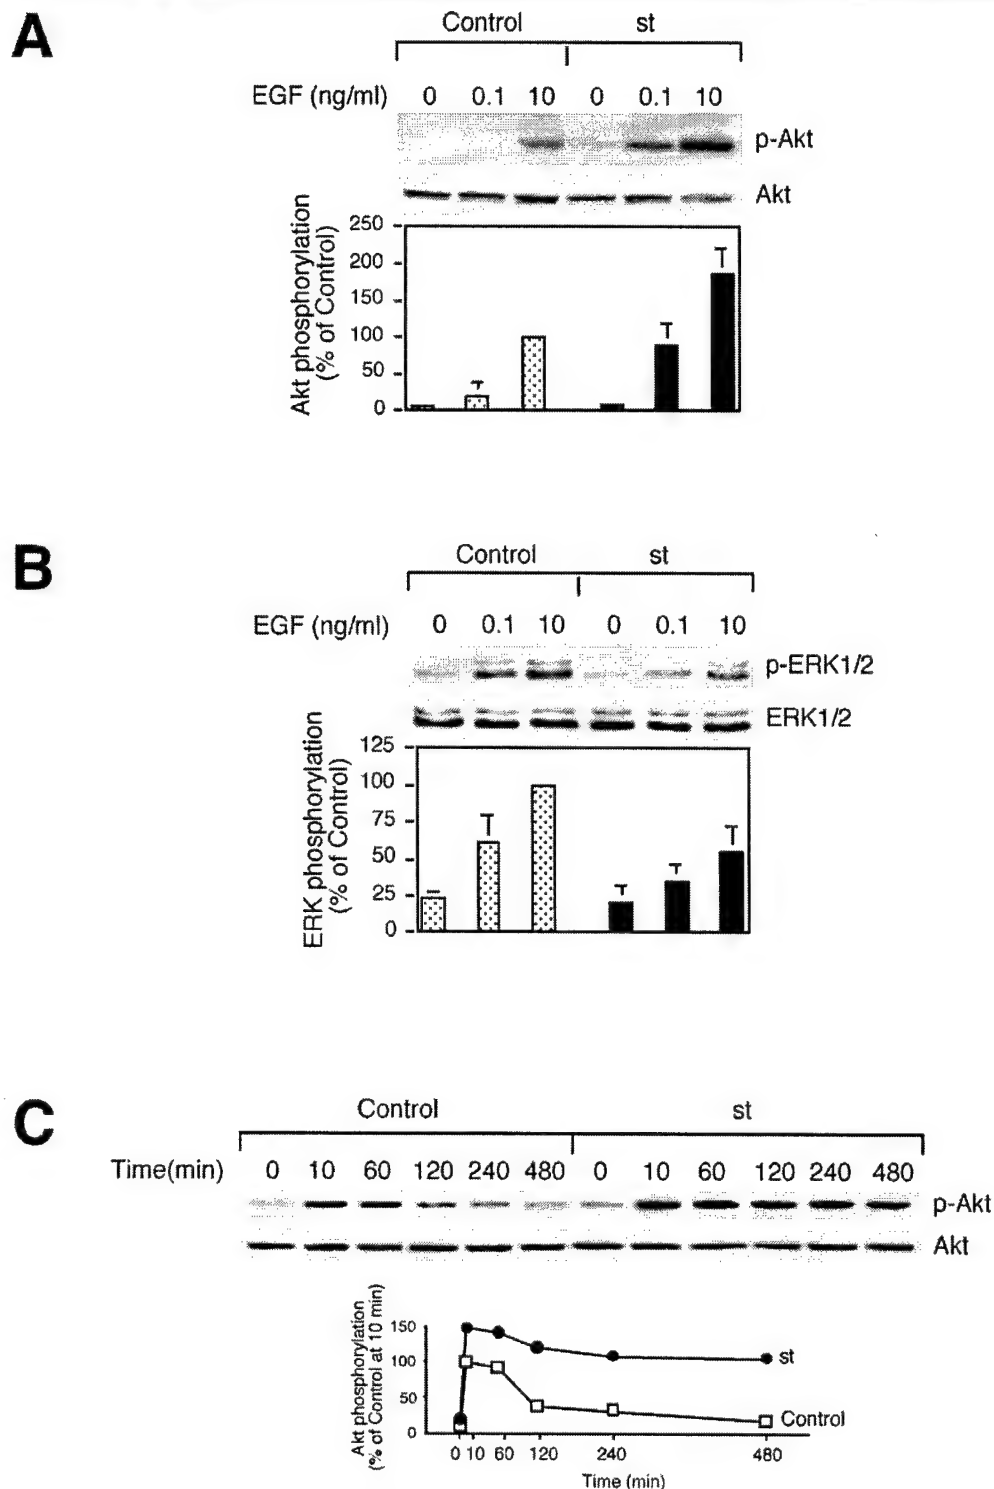 A
Control st
EGF (ng/ml) 0 0.1 10 0 0.1 10
p-Akt
Akt
Akt phosphorylation
(% of Control)
250
200
150
100
50
0
B
Control st
EGF (ng/ml) 0 0.1 10 0 0.1 10
p-ERK1/2
ERK1/2
ERK phosphorylation
(% of Control)
125
100
75
50
25
0
C
Control st
Time(min) 0 10 60 120 240 480 0 10 60 120 240 480
p-Akt
Akt
Akt phosphorylation
(% of Control at 10 min)
150
100
50
0
st
Control
0 10 60 120 240 480
Time (min)